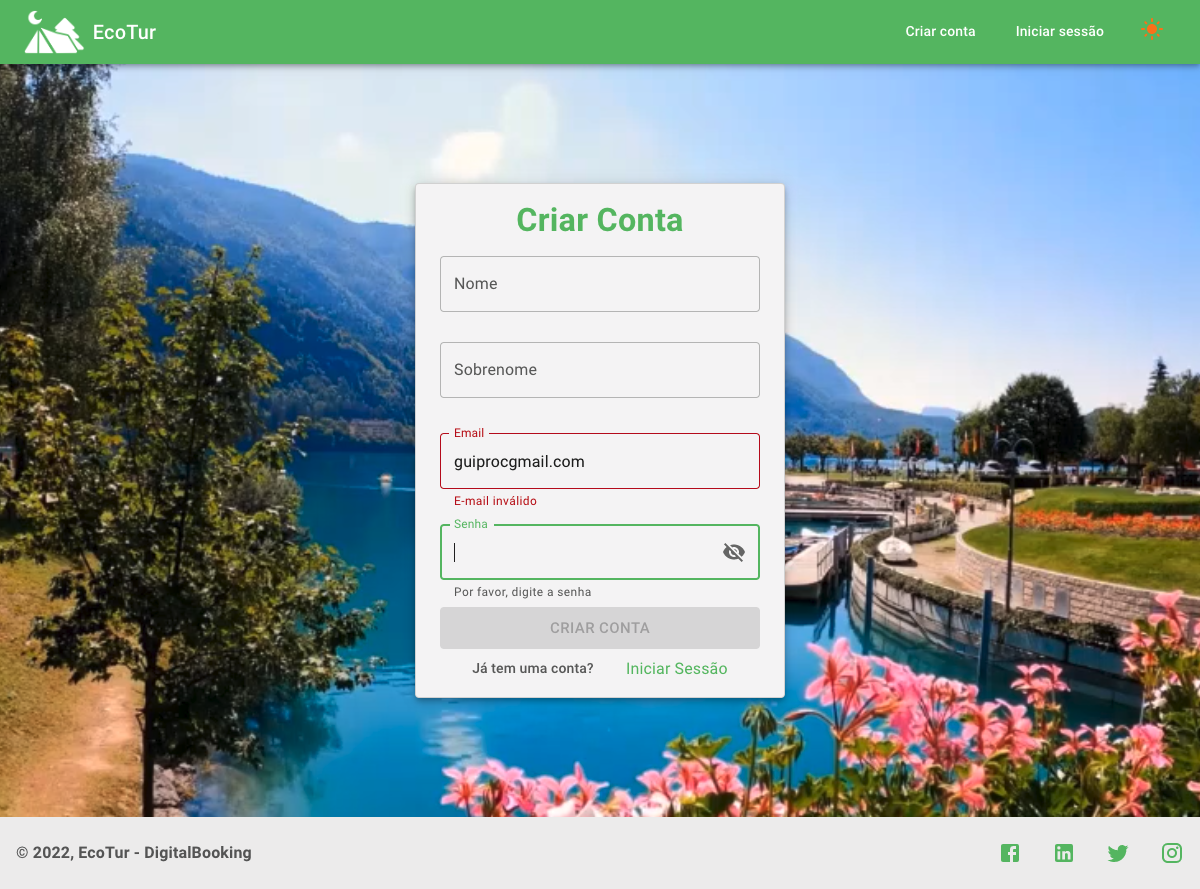 EcoTur
Criar conta
Iniciar sessão
Criar Conta
Nome
Sobrenome
Email
guiprocgmail.com
E-mail inválido
Senha
Por favor, digite a senha
CRIAR CONTA
Já tem uma conta? Iniciar Sessão
© 2022, EcoTur - DigitalBooking